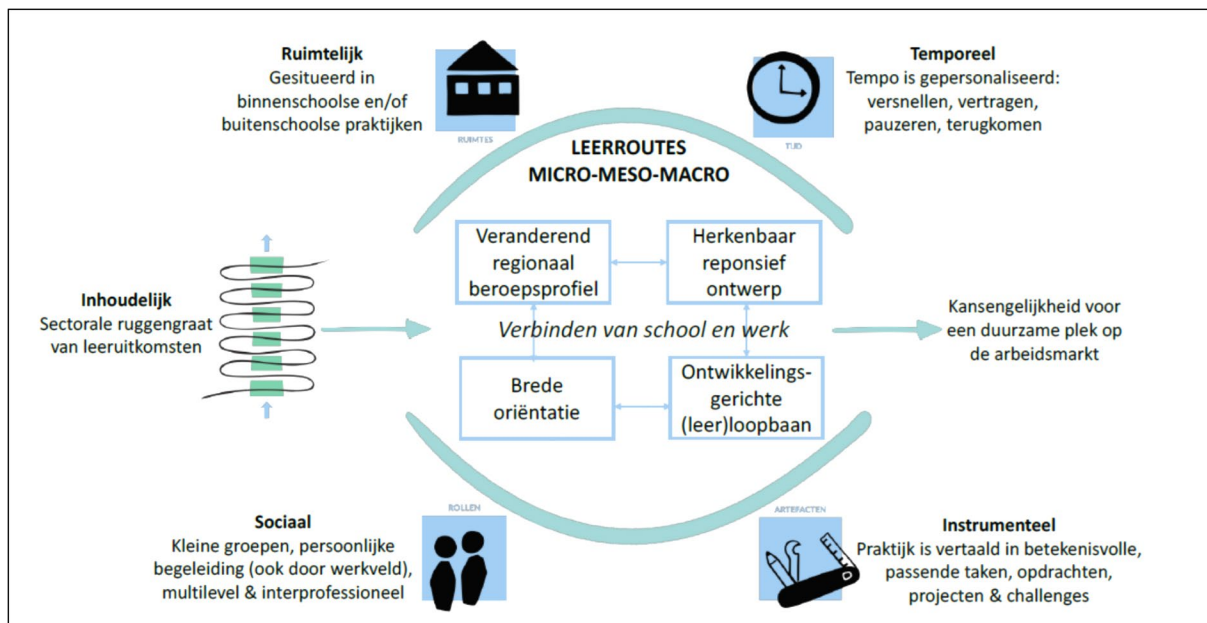 Ruimtelijk
Gesitueerd in
binnenschoolse en/of
buitenschoolse praktijken
RUIMTES
Temporeel
Tempo is gepersonaliseerd:
versnellen, vertragen,
pauzeren, terugkomen
TIJD
LEERROUTES
MICRO-MESO-MACRO
Veranderend
regionaal
beroepsprofiel
Herkenbaar
reponsief
ontwerp
Inhoudelijk
Sectorale ruggengraat
van leeruitkomsten
Verbinden van school en werk
Kansengelijkheid voor
een duurzame plek op
de arbeidsmarkt
Brede
oriëntatie
Ontwikkelings-
gerichte
(leer)loopbaan
Sociaal
Kleine groepen, persoonlijke
begeleiding (ook door werkveld),
multilevel & interprofessioneel
ROLLEN
ARTEFACTEN
Instrumenteel
Praktijk is vertaald in betekenisvolle,
passende taken, opdrachten,
projecten & challenges